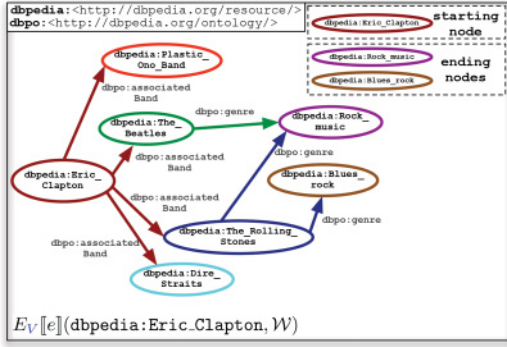 dbpedia:<http://dbpedia.org/resource/>
dbpo:<http://dbpedia.org/ontology/>
dbpedia:Eric_Clapton
starting
node
dbpedia:Rock_music
dbpedia:Blues_rock
ending
nodes
dbpedia:Plastic_
Ono_Band
dbpo:associated
Band
dbpo:genre
dbpedia:The_
Beatles
dbpedia:Rock_
music
dbpo:associated
Band
dbpo:genre
dbpedia:Eric_
Clapton
dbpedia:Blues_
rock
dbpo:associated
Band
dbpo:genre
dbpedia:The_Rolling_
Stones
dbpo:associated
Band
dbpedia:Dire_
Straits
E_V⟦e⟧(dbpedia:Eric_Clapton, W)